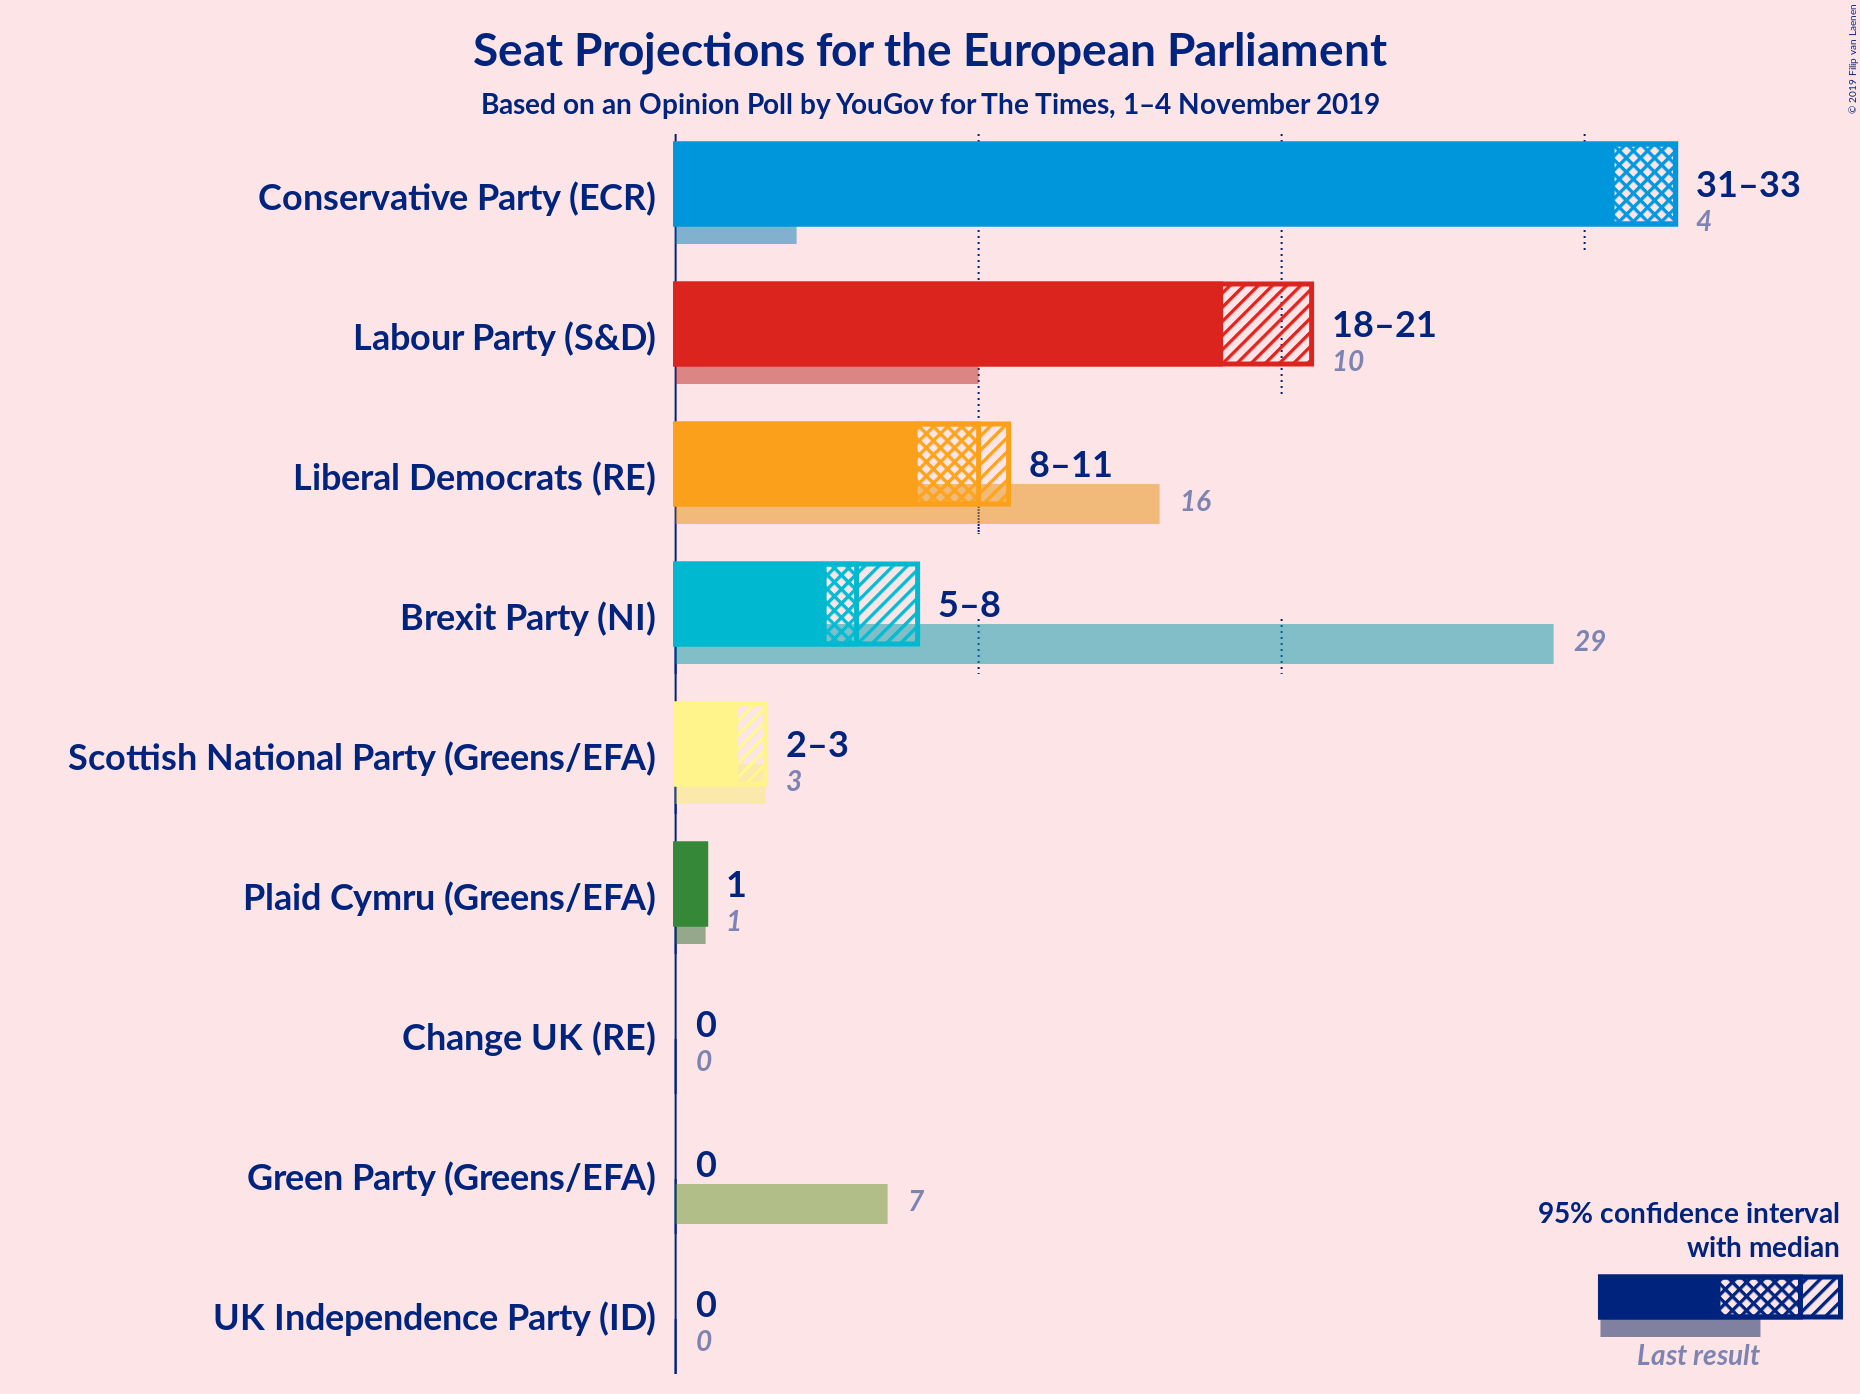 Seat Projections for the European Parliament
Based on an Opinion Poll by YouGov for The Times, 1–4 November 2019
© 2019 Filip van Laenen
Conservative Party (ECR)
31–33
4
Labour Party (S&D)
18–21
10
Liberal Democrats (RE)
8–11
16
Brexit Party (NI)
5–8
29
Scottish National Party (Greens/EFA)
2–3
3
Plaid Cymru (Greens/EFA)
1
1
Change UK (RE)
0
0
Green Party (Greens/EFA)
0
7
UK Independence Party (ID)
0
0
95% confidence interval
with median
Last result